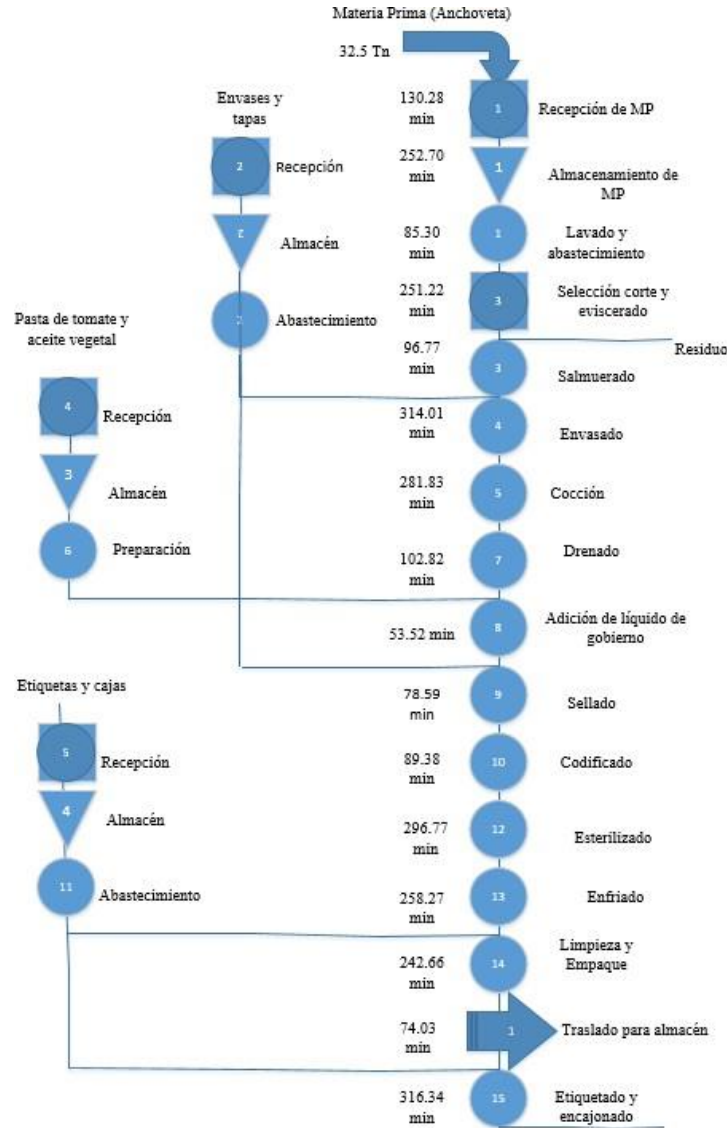 Materia Prima (Anchoveta)
32.5 Tn
130.28
min
1
Recepción de MP
Envases y
tapas
2
Recepción
252.70
min
1
Almacenamiento de
MP
2
Almacén
85.30
min
1
Lavado y
abastecimiento
251.22
min
3
Selección corte y
eviscerado
Residuo
2
Abastecimiento
Pasta de tomate y
aceite vegetal
96.77
min
3
Salmuerado
4
Recepción
314.01
min
4
Envasado
3
Almacén
281.83
min
5
Cocción
6
Preparación
102.82
min
7
Drenado
53.52 min
8
Adición de líquido de
gobierno
Etiquetas y cajas
78.59
min
9
Sellado
5
Recepción
89.38
min
10
Codificado
4
Almacén
296.77
min
12
Esterilizado
11
Abastecimiento
258.27
min
13
Enfriado
242.66
min
14
Limpieza y
Empaque
74.03
min
1
Traslado para almacén
316.34
min
15
Etiquetado y
encajonado